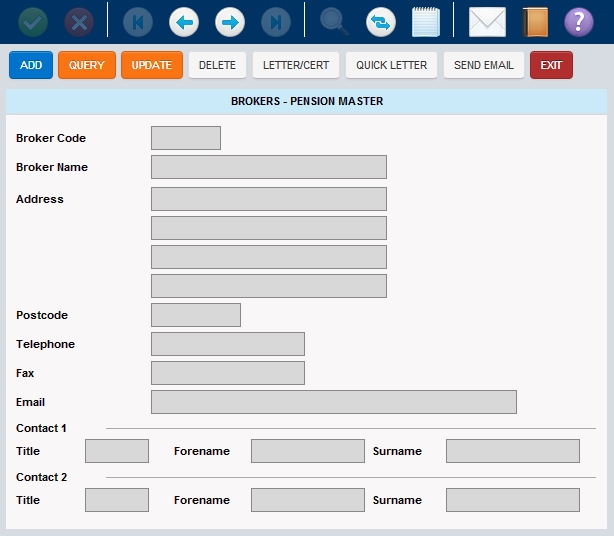 ?
ADD QUERY UPDATE DELETE LETTER/CERT QUICK LETTER SEND EMAIL EXIT
BROKERS - PENSION MASTER
Broker Code
Broker Name
Address
Postcode
Telephone
Fax
Email
Contact 1
Title Forename Surname
Contact 2
Title Forename Surname